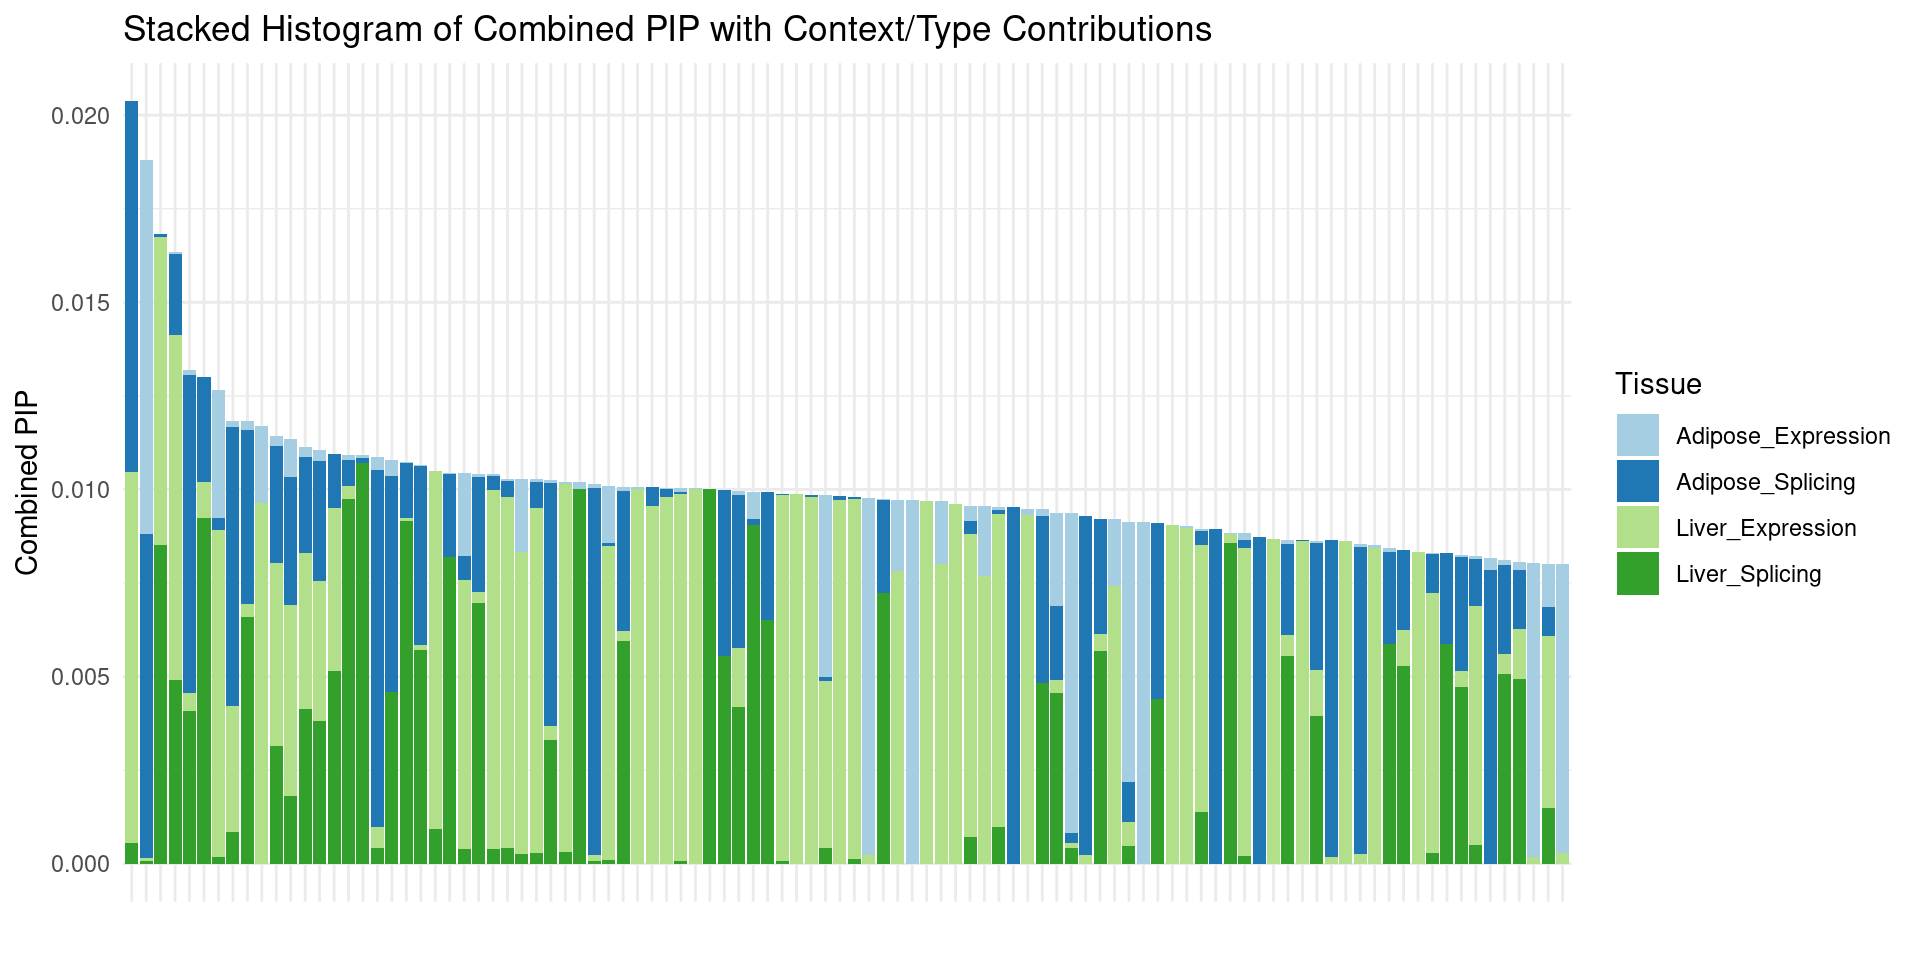 Stacked Histogram of Combined PIP with Context/Type Contributions
Combined PIP
0.020
0.015
0.010
0.005
0.000
Tissue
Adipose_Expression
Adipose_Splicing
Liver_Expression
Liver_Splicing